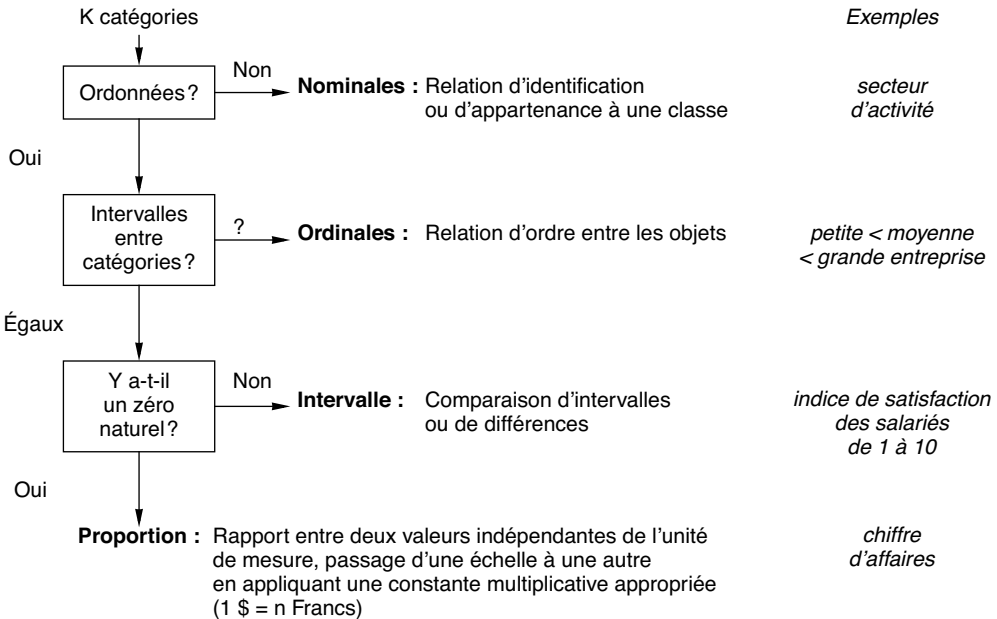 K catégories
Exemples
Ordonnées ?
Non
Nominales : Relation d'identification
ou d'appartenance à une classe
secteur
d'activité
Oui
Intervalles
entre
catégories ?
?
Ordinales : Relation d'ordre entre les objets
petite < moyenne
< grande entreprise
Égaux
Y a-t-il
un zéro
naturel ?
Non
Intervalle : Comparaison d'intervalles
ou de différences
indice de satisfaction
des salariés
de 1 à 10
Oui
Proportion : Rapport entre deux valeurs indépendantes de l'unité
de mesure, passage d'une échelle à une autre
en appliquant une constante multiplicative appropriée
(1 $ = n Francs)
chiffre
d'affaires